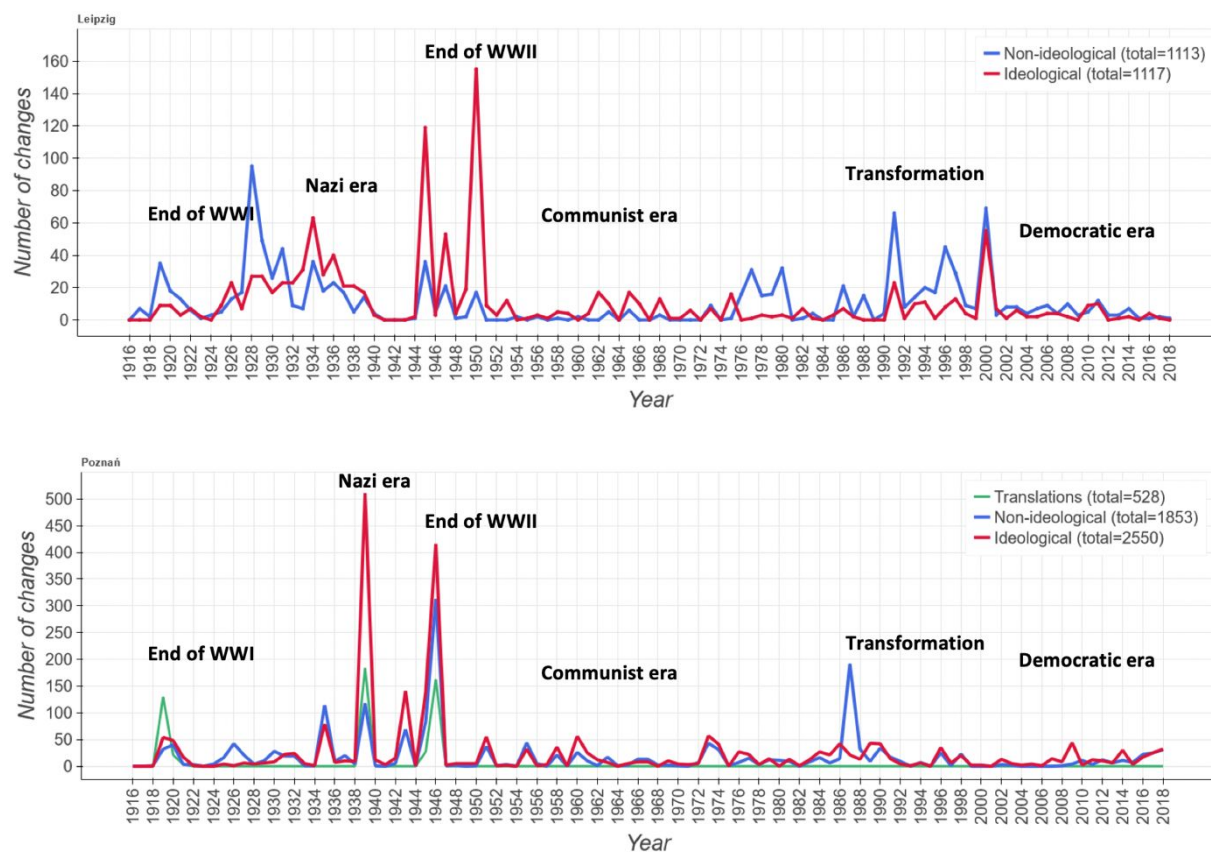 Leipzig
End of WWII
Non-ideological (total=1113)
Ideological (total=1117)
Nazi era
Transformation
End of WWI
Communist era
Democratic era
Number of changes
160
140
120
100
80
60
40
20
0
1916 1918 1920 1922 1924 1926 1928 1930 1932 1934 1936 1938 1940 1942 1944 1946 1948 1950 1952 1954 1956 1958 1960 1962 1964 1966 1968 1970 1972 1974 1976 1978 1980 1982 1984 1986 1988 1990 1992 1994 1996 1998 2000 2002 2004 2006 2008 2010 2012 2014 2016 2018
Year
Poznań
Nazi era
End of WWII
Translations (total=528)
Non-ideological (total=1853)
Ideological (total=2550)
End of WWI
Transformation
Communist era
Democratic era
Number of changes
500
450
400
350
300
250
200
150
100
50
0
1916 1918 1920 1922 1924 1926 1928 1930 1932 1934 1936 1938 1940 1942 1944 1946 1948 1950 1952 1954 1956 1958 1960 1962 1964 1966 1968 1970 1972 1974 1976 1978 1980 1982 1984 1986 1988 1990 1992 1994 1996 1998 2000 2002 2004 2006 2008 2010 2012 2014 2016 2018
Year